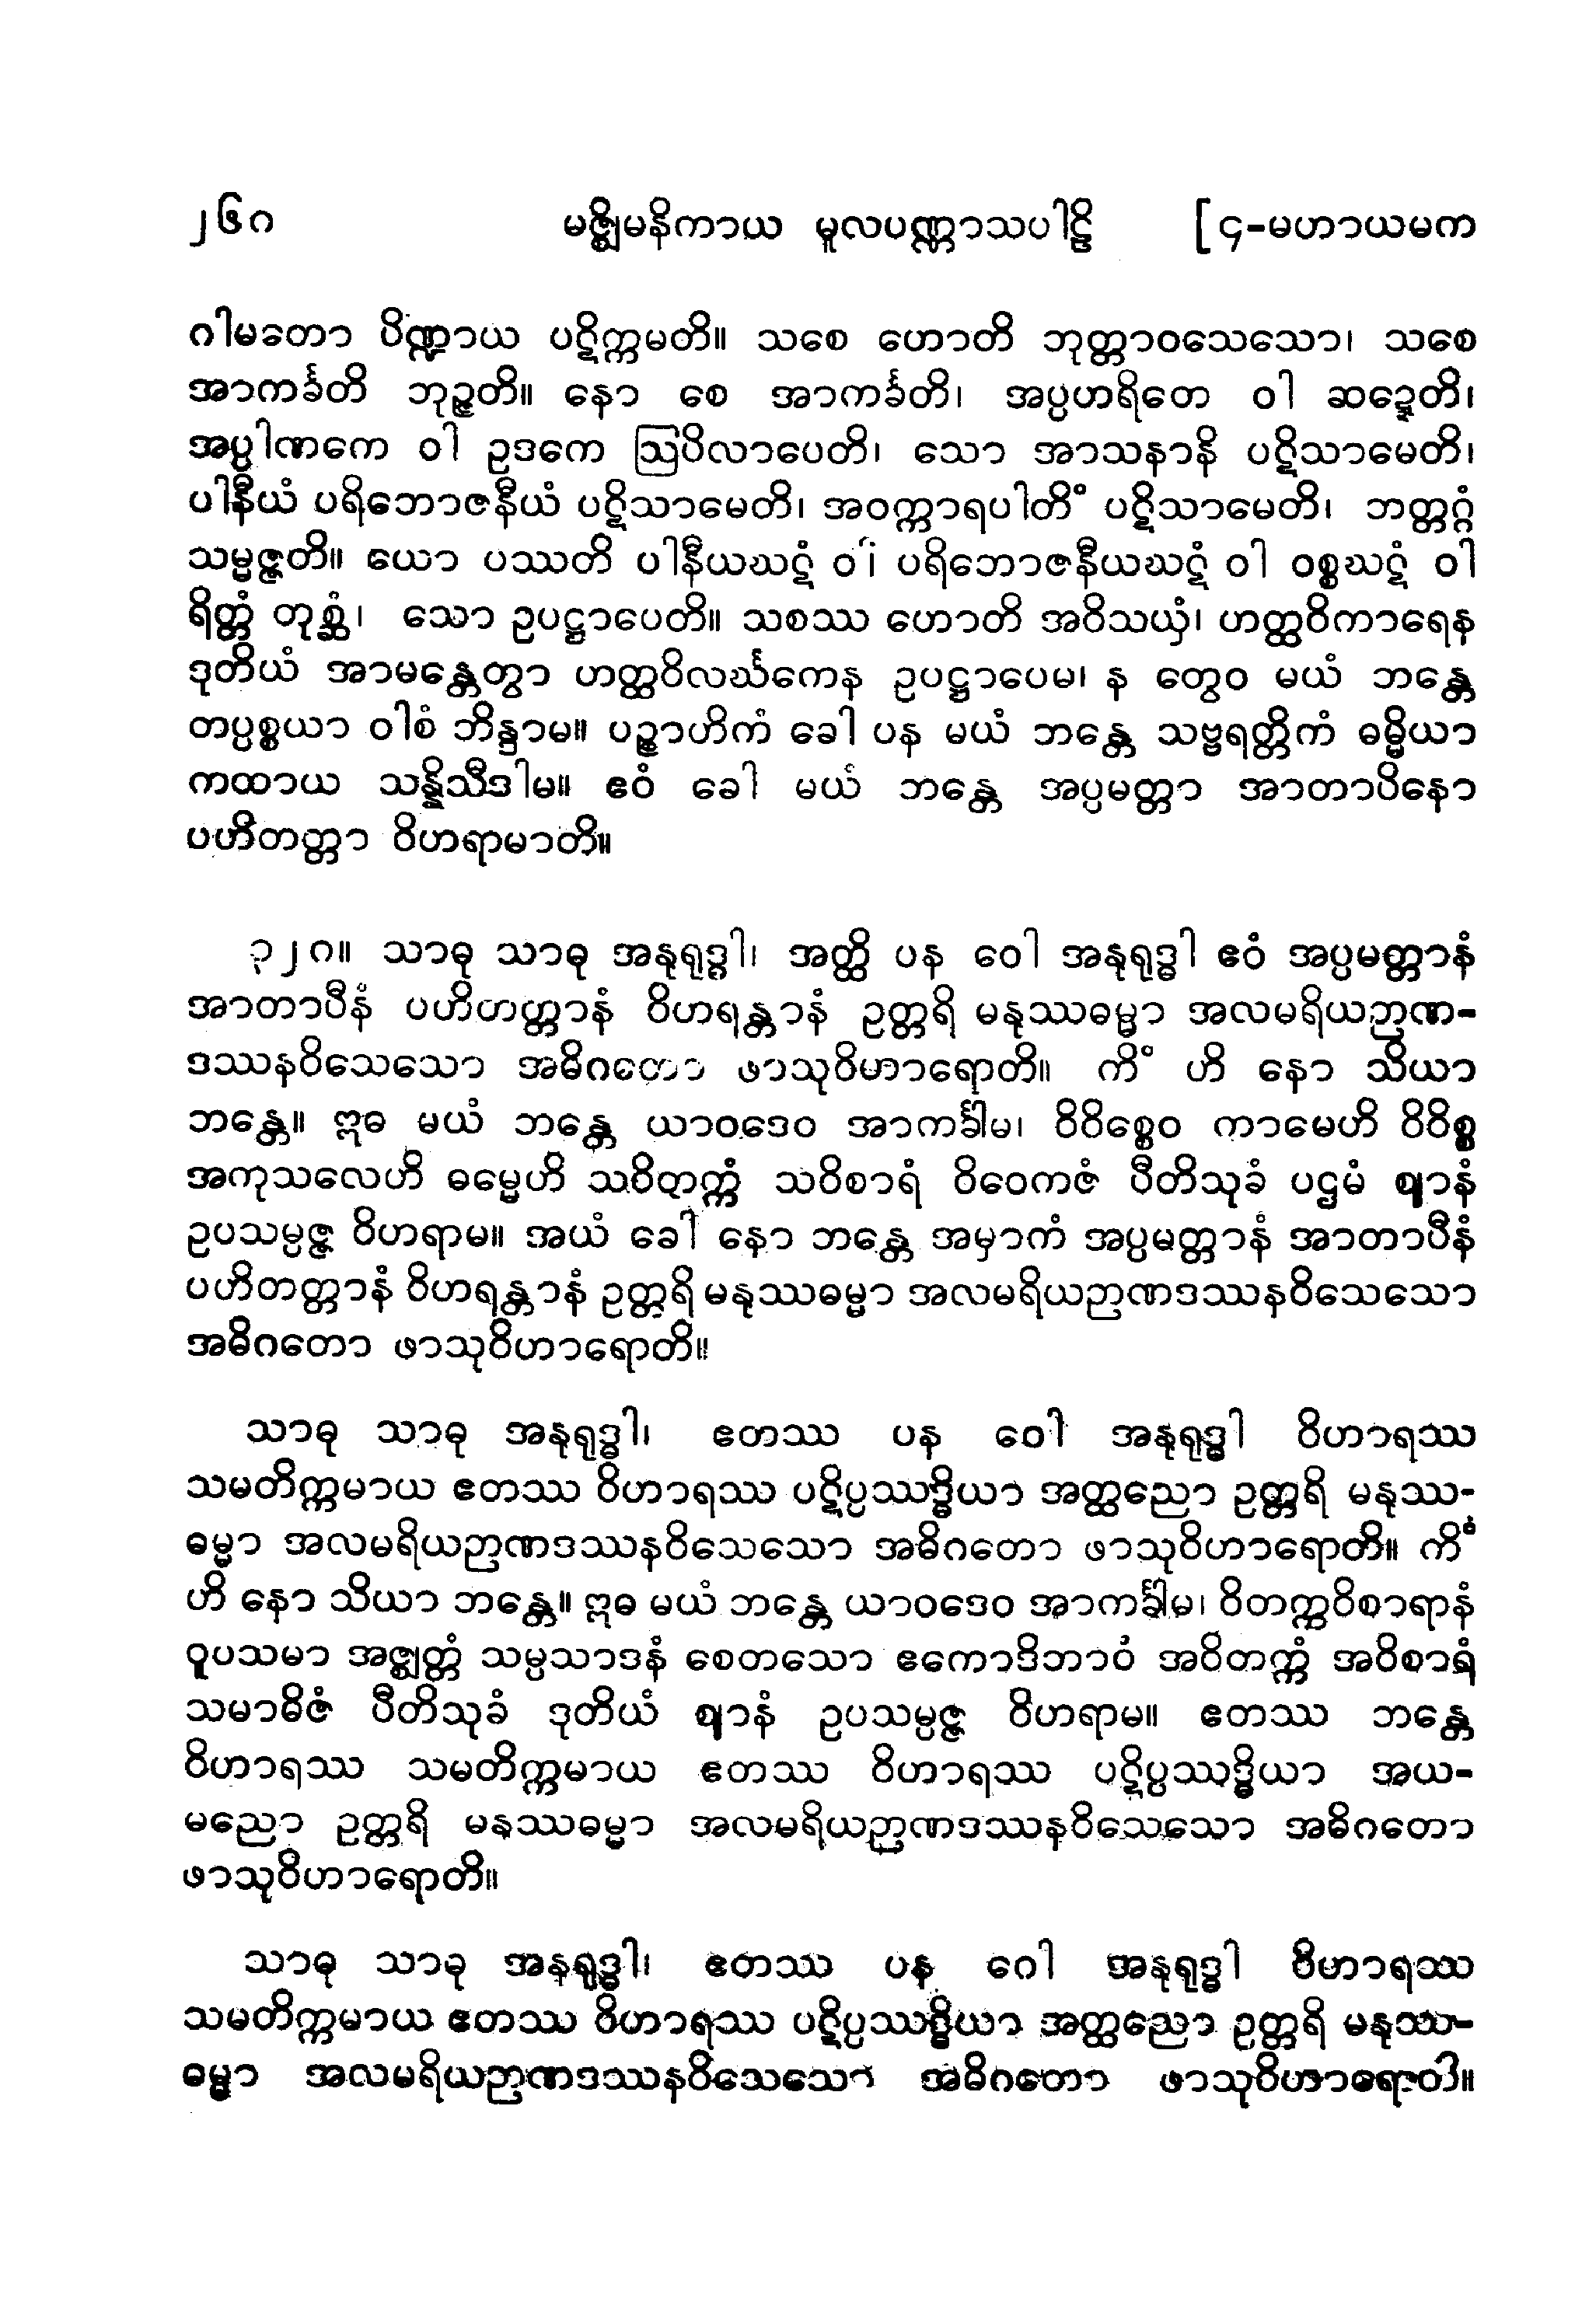 ၂၆၈ မဇ္ဈိမနိကာယ မူလပဏ္ဏာသပါဠိ [၄-မဟာယမက
ဂါမတော ပိဏ္ဍာယ ပဋိက္ကမတိ။ သစေ ဟောတိ ဘုတ္တာဝသေသော၊ သစေ
အာကင်္ခတိ ဘုဉ္ဇတိ။ နော စေ အာကင်္ခတိ၊ အပ္ပဟရိတေ ဝါ ဆဍ္ဍေတိ၊
အပ္ပါဏကေ ဝါ ဥဒကေ ဩပိလာပေတိ၊ သော အာသနာနိ ပဋိသာမေတိ၊
ပါနီယံ ပရိဘောဇနီယံ ပဋိသာမေတိ၊ အဝက္ကာရပါတိံ ပဋိသာမေတိ၊ ဘတ္တဂ္ဂံ
သမ္မဇ္ဇတိ။ ယော ပဿတိ ပါနီယဃဋံ ဝါ ပရိဘောဇနီယဃဋံ ဝါ ဝစ္စဃဋံ ဝါ
ရိတ္တံ တုစ္ဆံ၊ သော ဥပဋ္ဌာပေတိ။ သစဿ ဟောတိ အဝိသယှံ၊ ဟတ္ထဝိကာရေန
ဒုတိယံ အာမန္တေတွာ ဟတ္ထဝိလင်္ဃကေန ဥပဋ္ဌာပေမ၊ န တွေဝ မယံ ဘန္တေ
တပ္ပစ္စယာ ဝါစံ ဘိန္ဒာမ။ ပဉ္စာဟိကံ ခေါ ပန မယံ ဘန္တေ သဗ္ဗရတ္တိကံ ဓမ္မိယာ
ကထာယ သန္နိသီဒါမ။ ဧဝံ ခေါ မယံ ဘန္တေ အပ္ပမတ္တာ အာတာပိနော
ပဟိတတ္တာ ဝိဟရာမာတိ။
၃၂၈။ သာဓု သာဓု အနုရုဒ္ဓါ၊ အတ္ထိ ပန ဝေါ အနုရုဒ္ဓါ ဧဝံ အပ္ပမတ္တာနံ
အာတာပီနံ ပဟိတတ္တာနံ ဝိဟရန္တာနံ ဥတ္တရိ မနုဿဓမ္မာ အလမရိယဉာဏ-
ဒဿနဝိသေသော အဓိဂတော ဖာသုဝိဟာရောတိ။ ကိံ ဟိ နော သိယာ
ဘန္တေ။ ဣဓ မယံ ဘန္တေ ယာဝဒေဝ အာကင်္ခါမ၊ ဝိဝိစ္စေဝ ကာမေဟိ ဝိဝိစ္စ
အကုသလေဟိ ဓမ္မေဟိ သဝိတက္ကံ သဝိစာရံ ဝိဝေကဇံ ပီတိသုခံ ပဌမံ ဈာနံ
ဥပသမ္ပဇ္ဇ ဝိဟရာမ။ အယံ ခေါ နော ဘန္တေ အမှာကံ အပ္ပမတ္တာနံ အာတာပီနံ
ပဟိတတ္တာနံ ဝိဟရန္တာနံ ဥတ္တရိ မနုဿဓမ္မာ အလမရိယဉာဏဒဿနဝိသေသော
အဓိဂတော ဖာသုဝိဟာရောတိ။
သာဓု သာဓု အနုရုဒ္ဓါ၊ ဧတဿ ပန ဝေါ အနုရုဒ္ဓါ ဝိဟာရဿ
သမတိက္ကမာယ ဧတဿ ဝိဟာရဿ ပဋိပ္ပဿဒ္ဓိယာ အတ္ထညော ဥတ္တရိ မနုဿ-
ဓမ္မာ အလမရိယဉာဏဒဿနဝိသေသော အဓိဂတော ဖာသုဝိဟာရောတိ။ ကိံ
ဟိ နော သိယာ ဘန္တေ။ ဣဓ မယံ ဘန္တေ ယာဝဒေဝ အာကင်္ခါမ၊ ဝိတက္ကဝိစာရာနံ
ဝူပသမာ အဇ္ဈတ္တံ သမ္ပသာဒနံ စေတသော ဧကောဒိဘာဝံ အဝိတက္ကံ အဝိစာရံ
သမာဓိဇံ ပီတိသုခံ ဒုတိယံ ဈာနံ ဥပသမ္ပဇ္ဇ ဝိဟရာမ။ ဧတဿ ဘန္တေ
ဝိဟာရဿ သမတိက္ကမာယ ဧတဿ ဝိဟာရဿ ပဋိပ္ပဿဒ္ဓိယာ အယ-
မညော ဥတ္တရိ မနုဿဓမ္မာ အလမရိယဉာဏဒဿနဝိသေသော အဓိဂတော
ဖာသုဝိဟာရောတိ။
သာဓု သာဓု အနုရုဒ္ဓါ၊ ဧတဿ ပန ဝေါ အနုရုဒ္ဓါ ဝိဟာရဿ
သမတိက္ကမာယ ဧတဿ ဝိဟာရဿ ပဋိပ္ပဿဒ္ဓိယာ အတ္ထညော ဥတ္တရိ မနုဿ-
ဓမ္မာ အလမရိယဉာဏဒဿနဝိသေသော အဓိဂတော ဖာသုဝိဟာရောတိ။